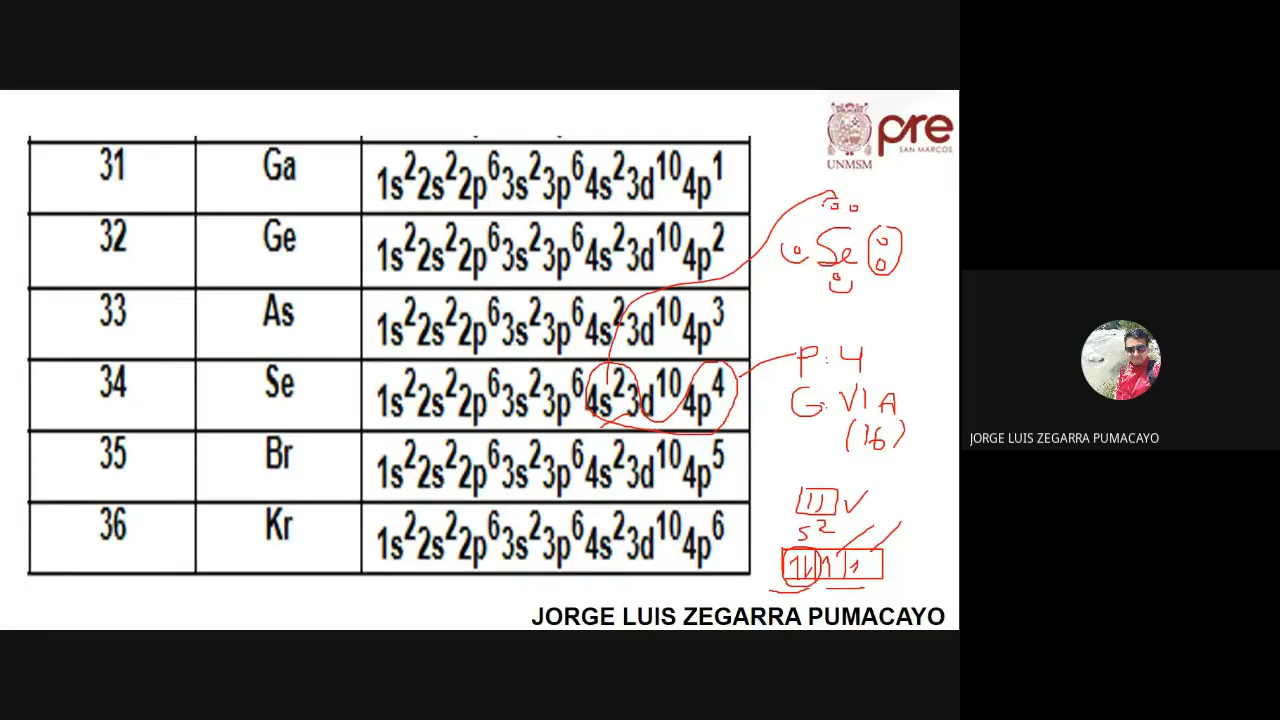 31 Ga 1s²2s²2p⁶3s²3p⁶4s²3d¹⁰4p¹
32 Ge 1s²2s²2p⁶3s²3p⁶4s²3d¹⁰4p²
33 As 1s²2s²2p⁶3s²3p⁶4s²3d¹⁰4p³
34 Se 1s²2s²2p⁶3s²3p⁶4s²3d¹⁰4p⁴
35 Br 1s²2s²2p⁶3s²3p⁶4s²3d¹⁰4p⁵
36 Kr 1s²2s²2p⁶3s²3p⁶4s²3d¹⁰4p⁶
UNMSM
pre
SAN MARCOS
Se
P: 4
G: VIA
(16)
s²
JORGE LUIS ZEGARRA PUMACAYO
JORGE LUIS ZEGARRA PUMACAYO